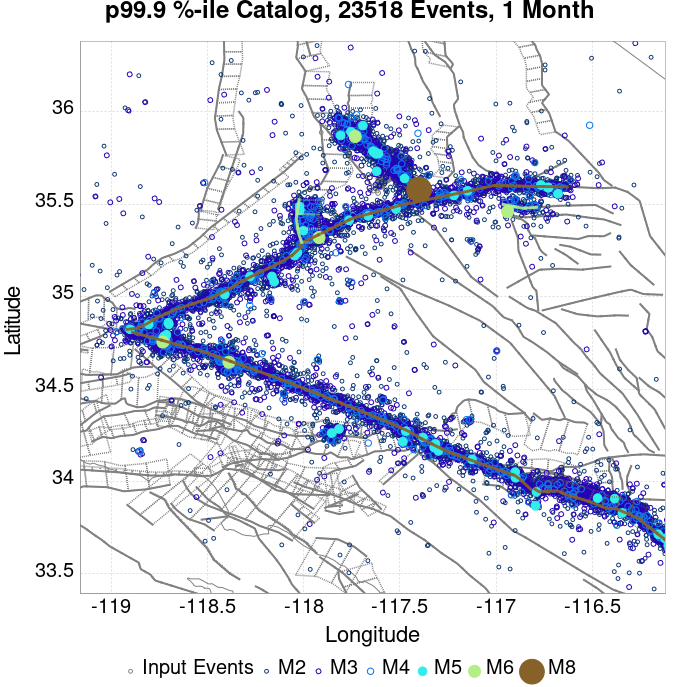 p99.9 %-ile Catalog, 23518 Events, 1 Month
36
35.5
35
34.5
34
33.5
Latitude
-119 -118.5 -118 -117.5 -117 -116.5
Longitude
Input Events M2 M3 M4 M5 M6 M8